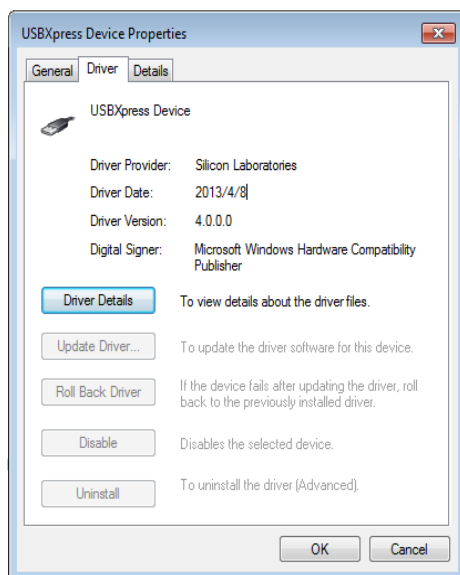 USBXpress Device Properties
General Driver Details
USBXpress Device
Driver Provider: Silicon Laboratories
Driver Date: 2013/4/8
Driver Version: 4.0.0.0
Digital Signer: Microsoft Windows Hardware Compatibility
Publisher
Driver Details To view details about the driver files.
Update Driver... To update the driver software for this device.
Roll Back Driver If the device fails after updating the driver, roll
back to the previously installed driver.
Disable Disables the selected device.
Uninstall To uninstall the driver (Advanced).
OK Cancel